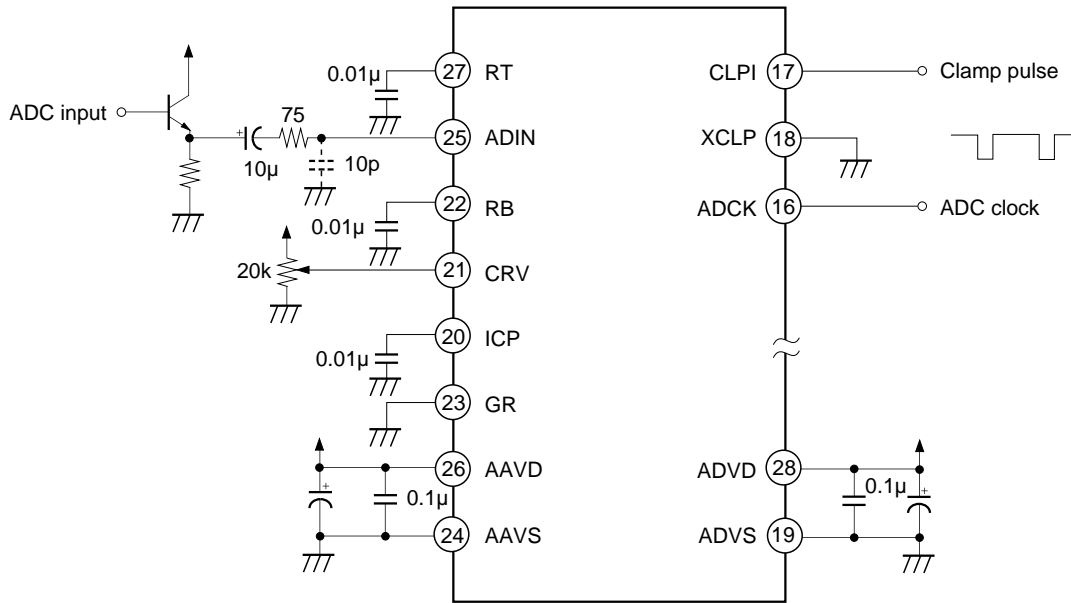 0.01µ
27 RT
CLPI 17
Clamp pulse
ADC input
75
10µ
10p
25 ADIN
XCLP 18
0.01µ
22 RB
ADCK 16
ADC clock
20k
21 CRV
0.01µ
20 ICP
23 GR
+
0.1µ
26 AAVD
24 AAVS
ADVD 28
ADVS 19
0.1µ
+
+